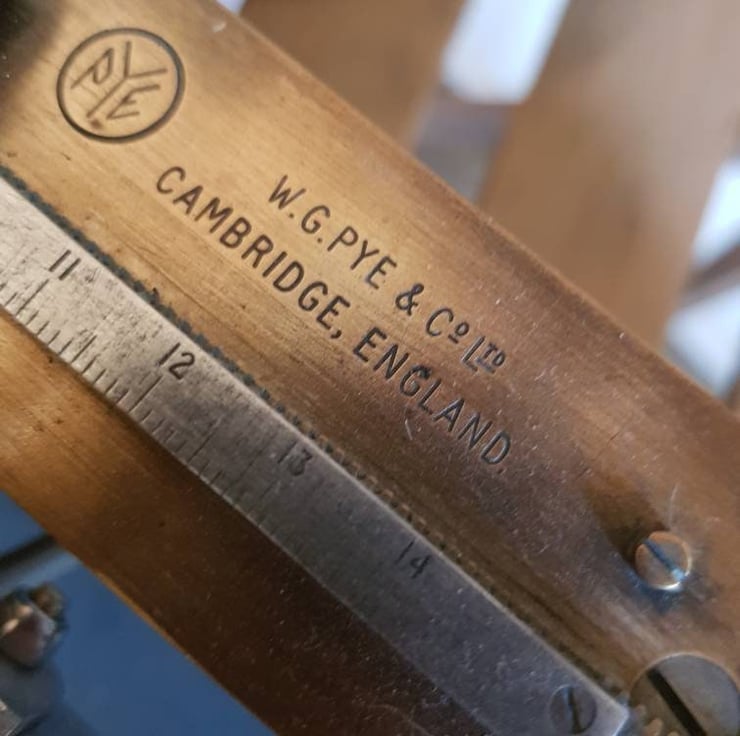 PYE
W.G.PYE & Cº LTD
CAMBRIDGE, ENGLAND.
11
12
13
14